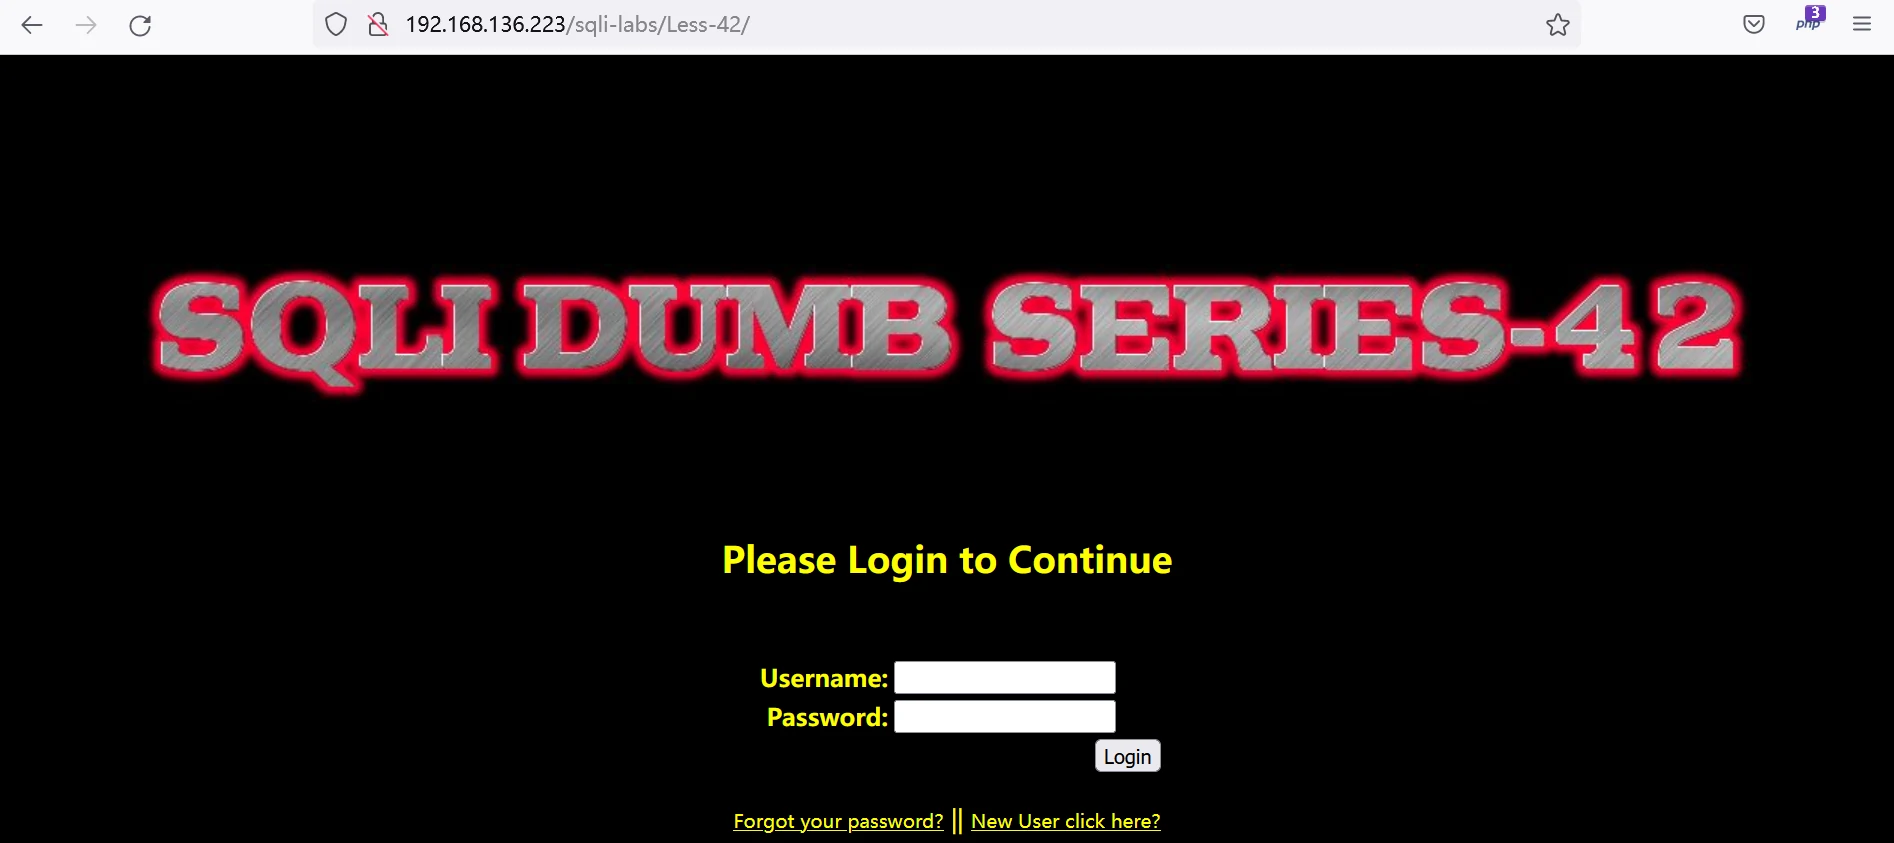 192.168.136.223/sqli-labs/Less-42/
3
php
SQLI DUMB SERIES-42
Please Login to Continue
Username:
Password:
Login
Forgot your password? || New User click here?